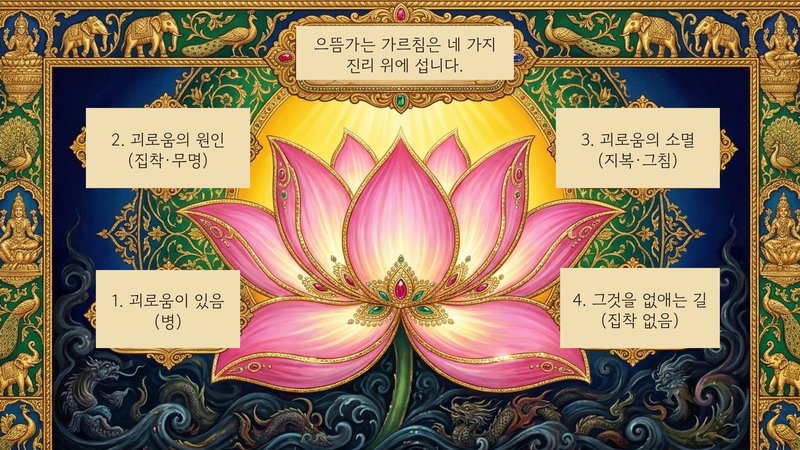 으뜸가는 가르침은 네 가지
진리 위에 섭니다.
2. 괴로움의 원인
(집착·무명)
3. 괴로움의 소멸
(지복·그침)
1. 괴로움이 있음
(병)
4. 그것을 없애는 길
(집착 없음)